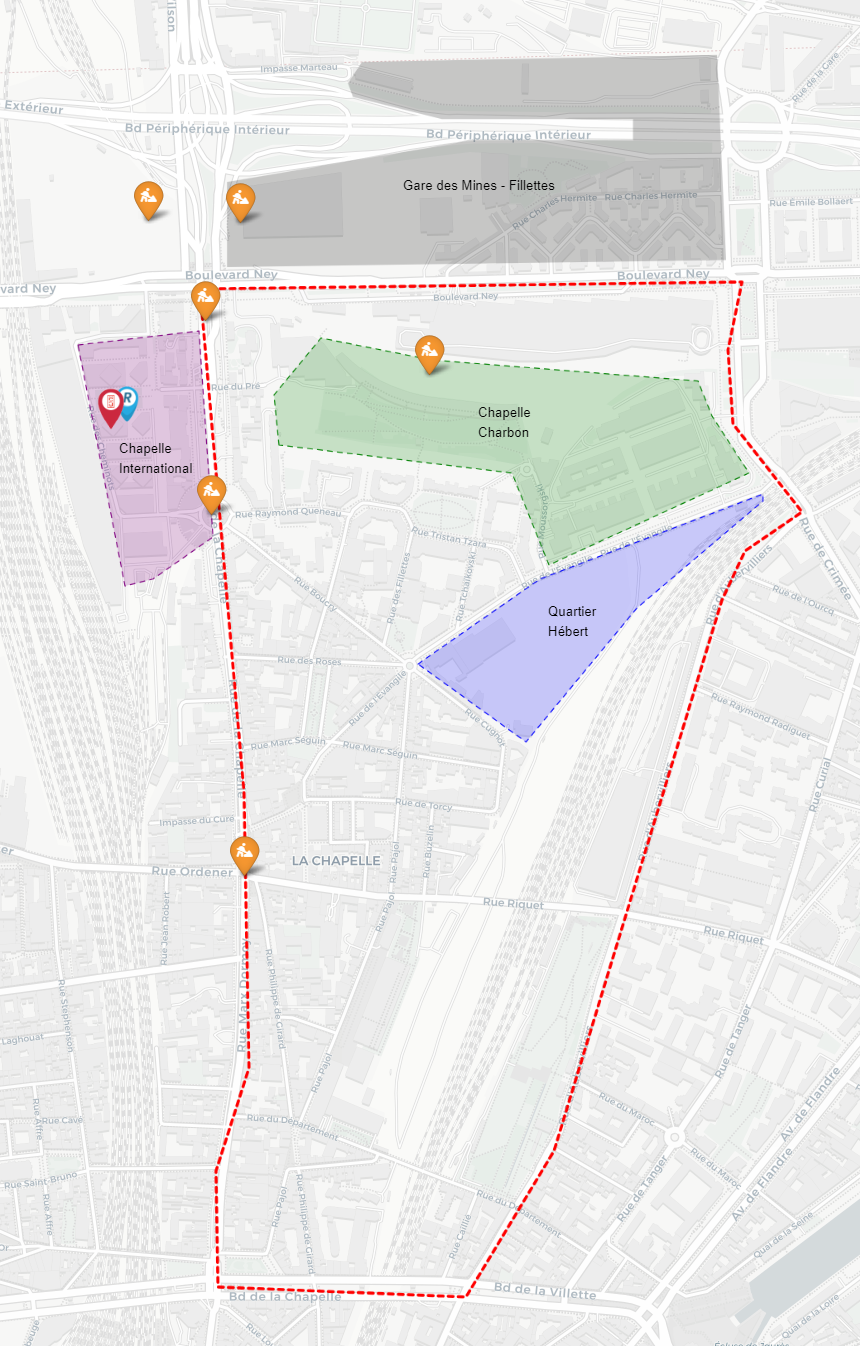 Impasse Marteau
Rue de la Gare
Extérieur
Bd Périphérique Intérieur
Bd Périphérique Intérieur
Gare des Mines - Fillettes
Rue Charles Hermite
Rue Charles Hermite
Rue Émile Bollaert
Boulevard Ney
Boulevard Ney
vard Ney
Boulevard Ney
Rue du Pré
R
Chapelle
Charbon
Chapelle
International
Rue Raymond Queneau
Rue Tristan Tzara
Rue de l'Évangile
Rue de Crimée
Rue des Fillettes
Rue Tchaïkovski
Rue Boucry
Quartier
Hébert
Rue de l'Ourcq
Rue des Roses
Rue de l'Évangile
Rue Cugnot
Rue Raymond Radiguet
Rue Marc Seguin
Rue Marc Seguin
Rue Curial
Rue de Torcy
Impasse du Curé
Rue Buzelin
Rue Pajol
er
LA CHAPELLE
Rue Ordener
Rue Riquet
Rue Pajol
Rue Riquet
Rue Jean Robert
Rue Philippe de Girard
Rue Stephenson
Rue de Tanger
Laghouat
Rue Pajol
Av. de Flandre
Rue Affre
Rue Cavé
Rue du Département
Rue du Maroc
Rue du Maroc
Rue Saint-Bruno
Rue de Tanger
Av. de Flandre
Rue Affre
Rue Pajol
Rue Philippe de Girard
Rue du Département
Rue Caillié
Quai de la Seine
Bd de la Chapelle
Bd de la Villette
Quai de la Loire